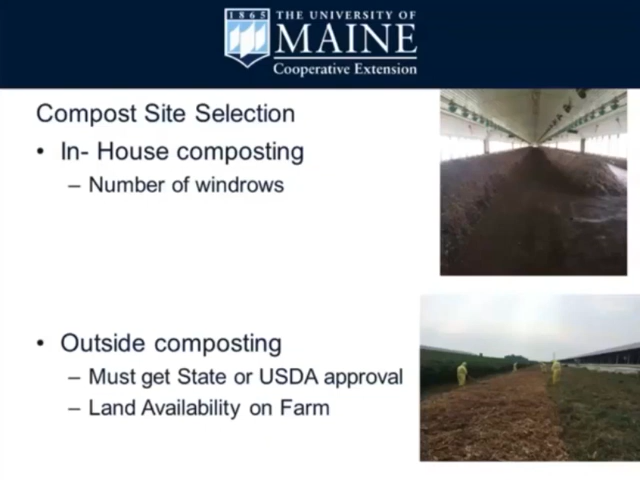 1865
THE UNIVERSITY OF
MAINE
Cooperative Extension
Compost Site Selection
• In- House composting
– Number of windrows
• Outside composting
– Must get State or USDA approval
– Land Availability on Farm